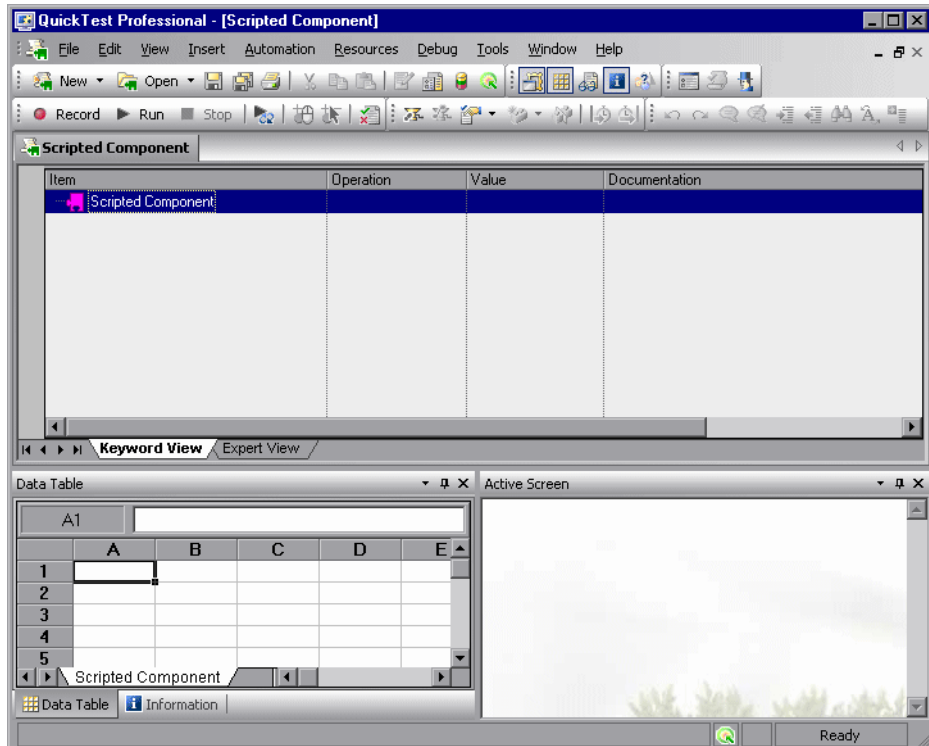 QuickTest Professional - [Scripted Component]
File Edit View Insert Automation Resources Debug Tools Window Help
New Open
Record Run Stop
Scripted Component
Item Operation Value Documentation
Scripted Component
Keyword View Expert View
Data Table Active Screen
A1
A B C D E
1
2
3
4
5
Scripted Component
Data Table Information
Ready